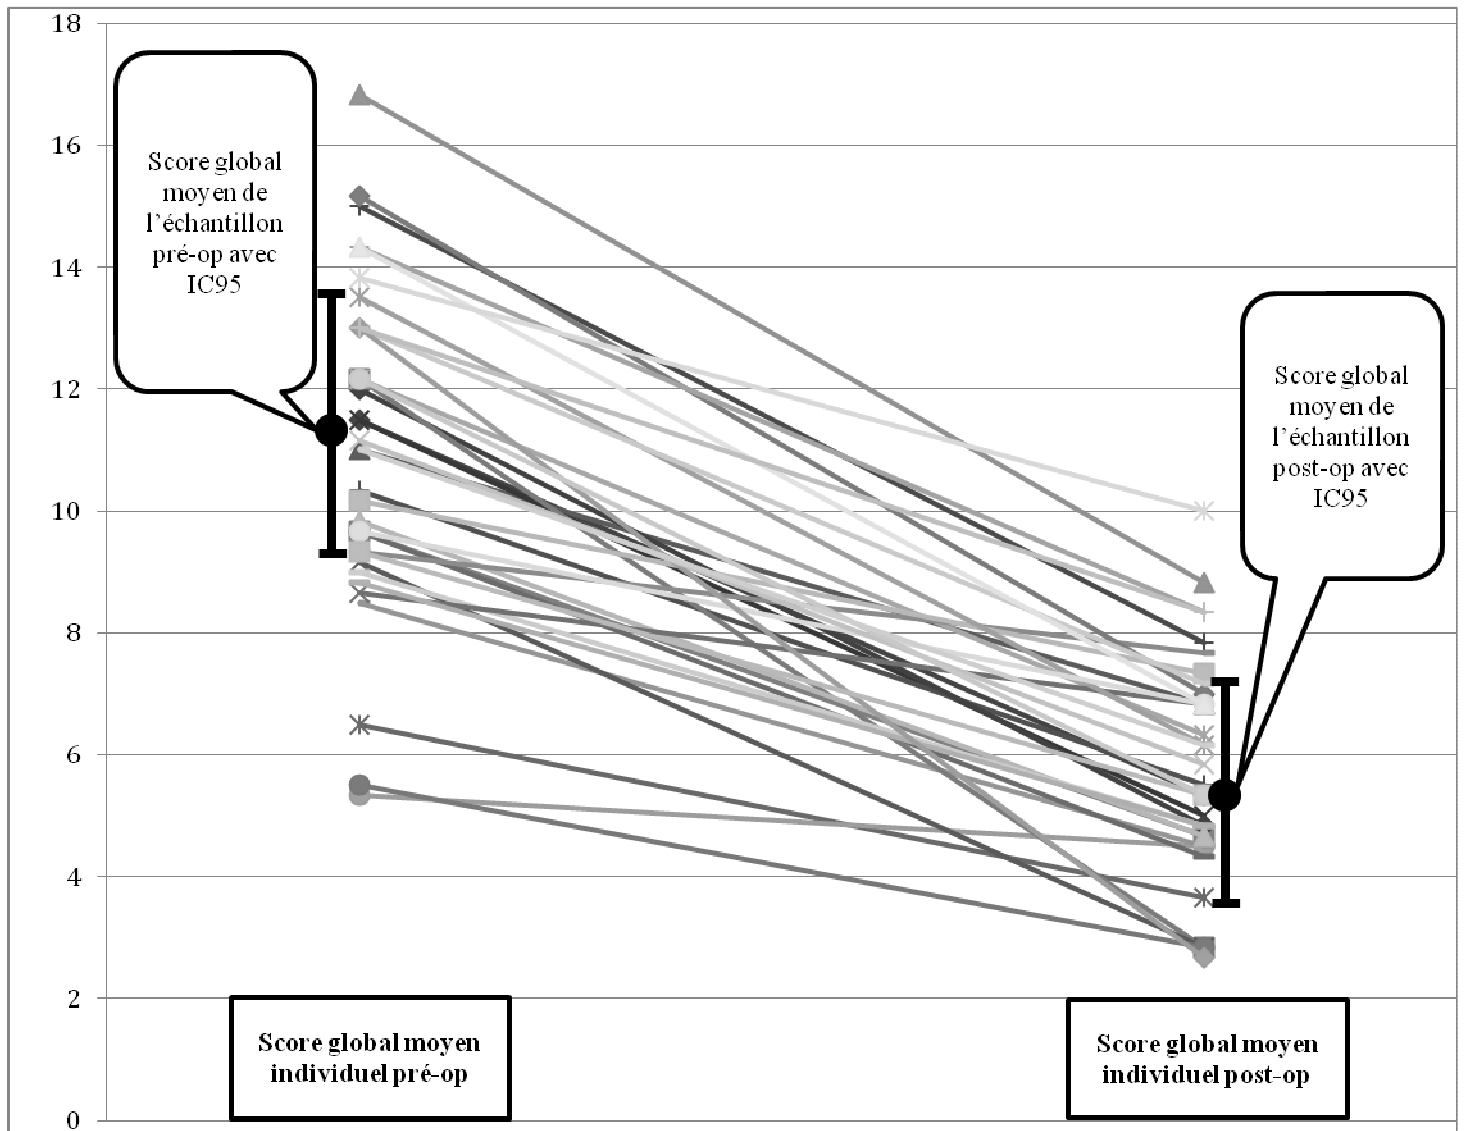 18
16
14
12
10
8
6
4
2
0
Score global
moyen de
l’échantillon
pré-op avec
IC95
Score global
moyen de
l’échantillon
post-op avec
IC95
Score global moyen
individuel pré-op
Score global moyen
individuel post-op